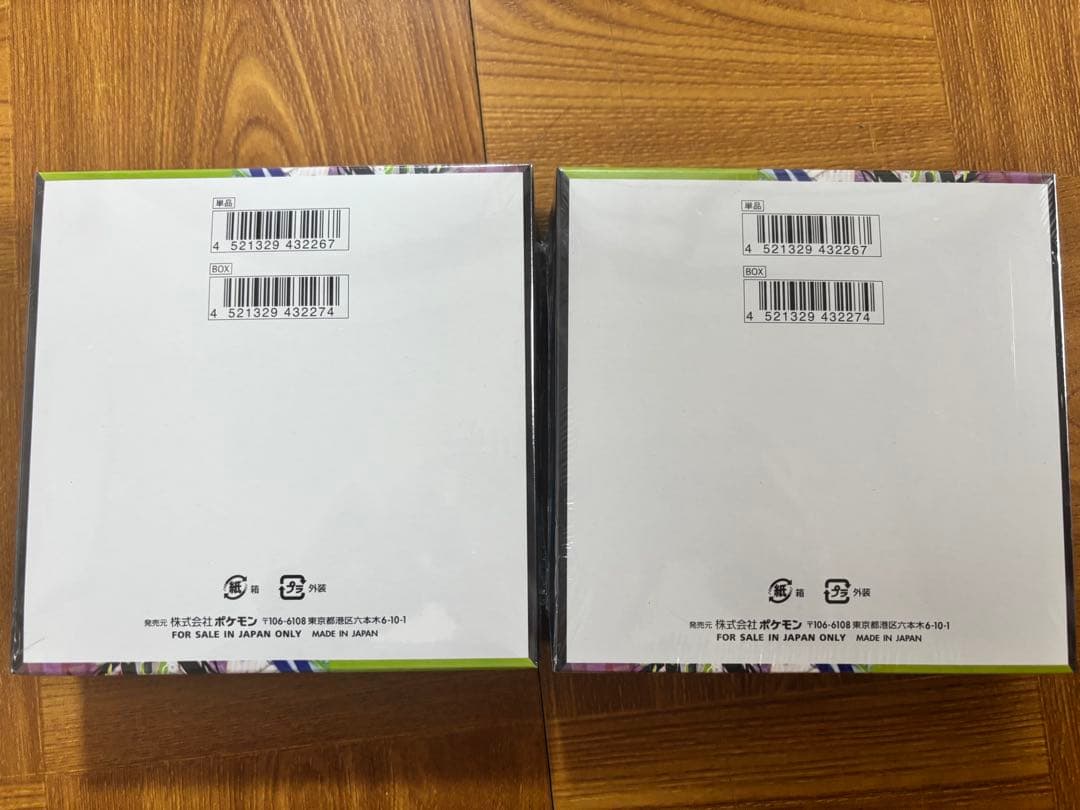 単品
4 521329 432267
BOX
4 521329 432274
紙 箱 プラ 外装
発売元 株式会社ポケモン 〒106-6108 東京都港区六本木6-10-1
FOR SALE IN JAPAN ONLY MADE IN JAPAN
単品
4 521329 432267
BOX
4 521329 432274
紙 箱 プラ 外装
発売元 株式会社ポケモン 〒106-6108 東京都港区六本木6-10-1
FOR SALE IN JAPAN ONLY MADE IN JAPAN